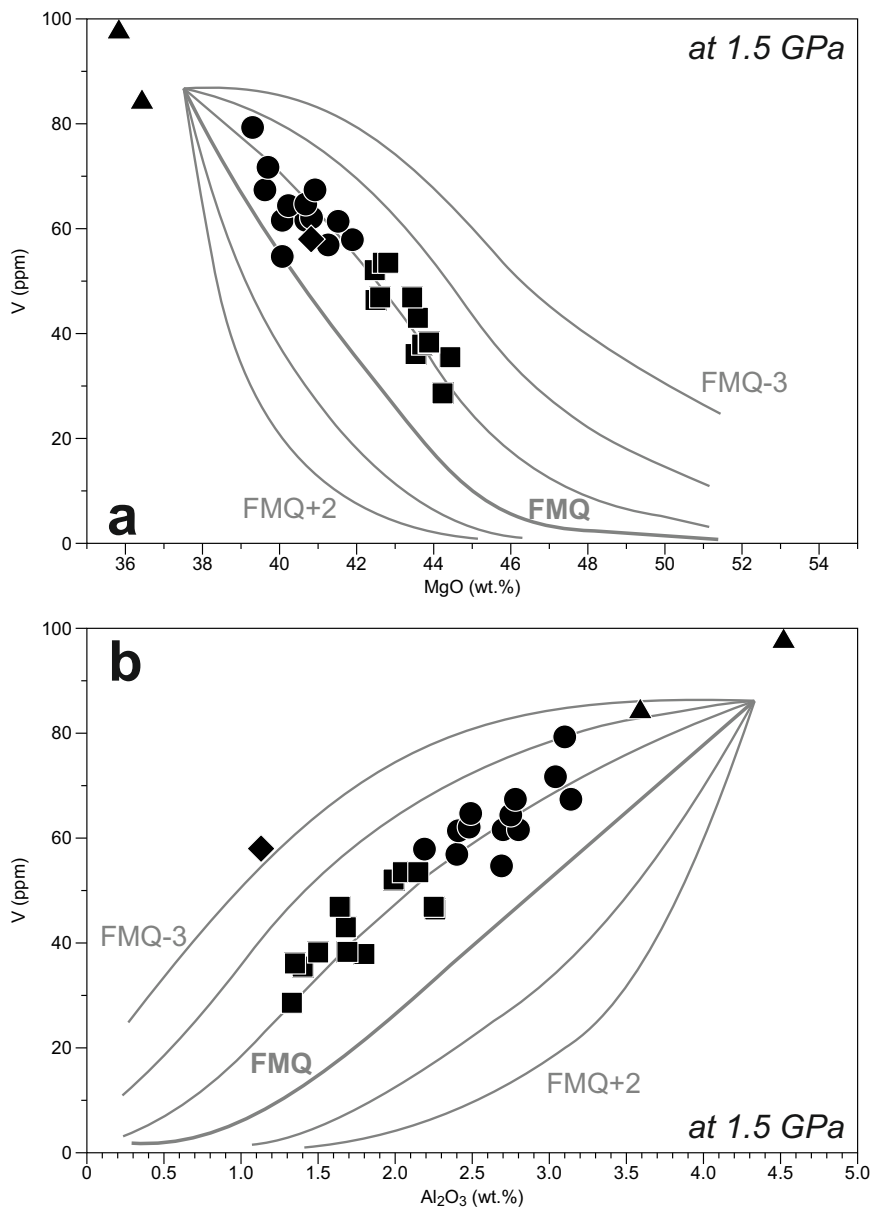 at 1.5 GPa
100
80
60
40
20
0
V (ppm)
FMQ-3
FMQ+2
FMQ
a
36 38 40 42 44 46 48 50 52 54
MgO (wt.%)
b
100
80
60
40
20
0
V (ppm)
FMQ-3
FMQ
FMQ+2
at 1.5 GPa
0 0.5 1.0 1.5 2.0 2.5 3.0 3.5 4.0 4.5 5.0
Al₂O₃ (wt.%)